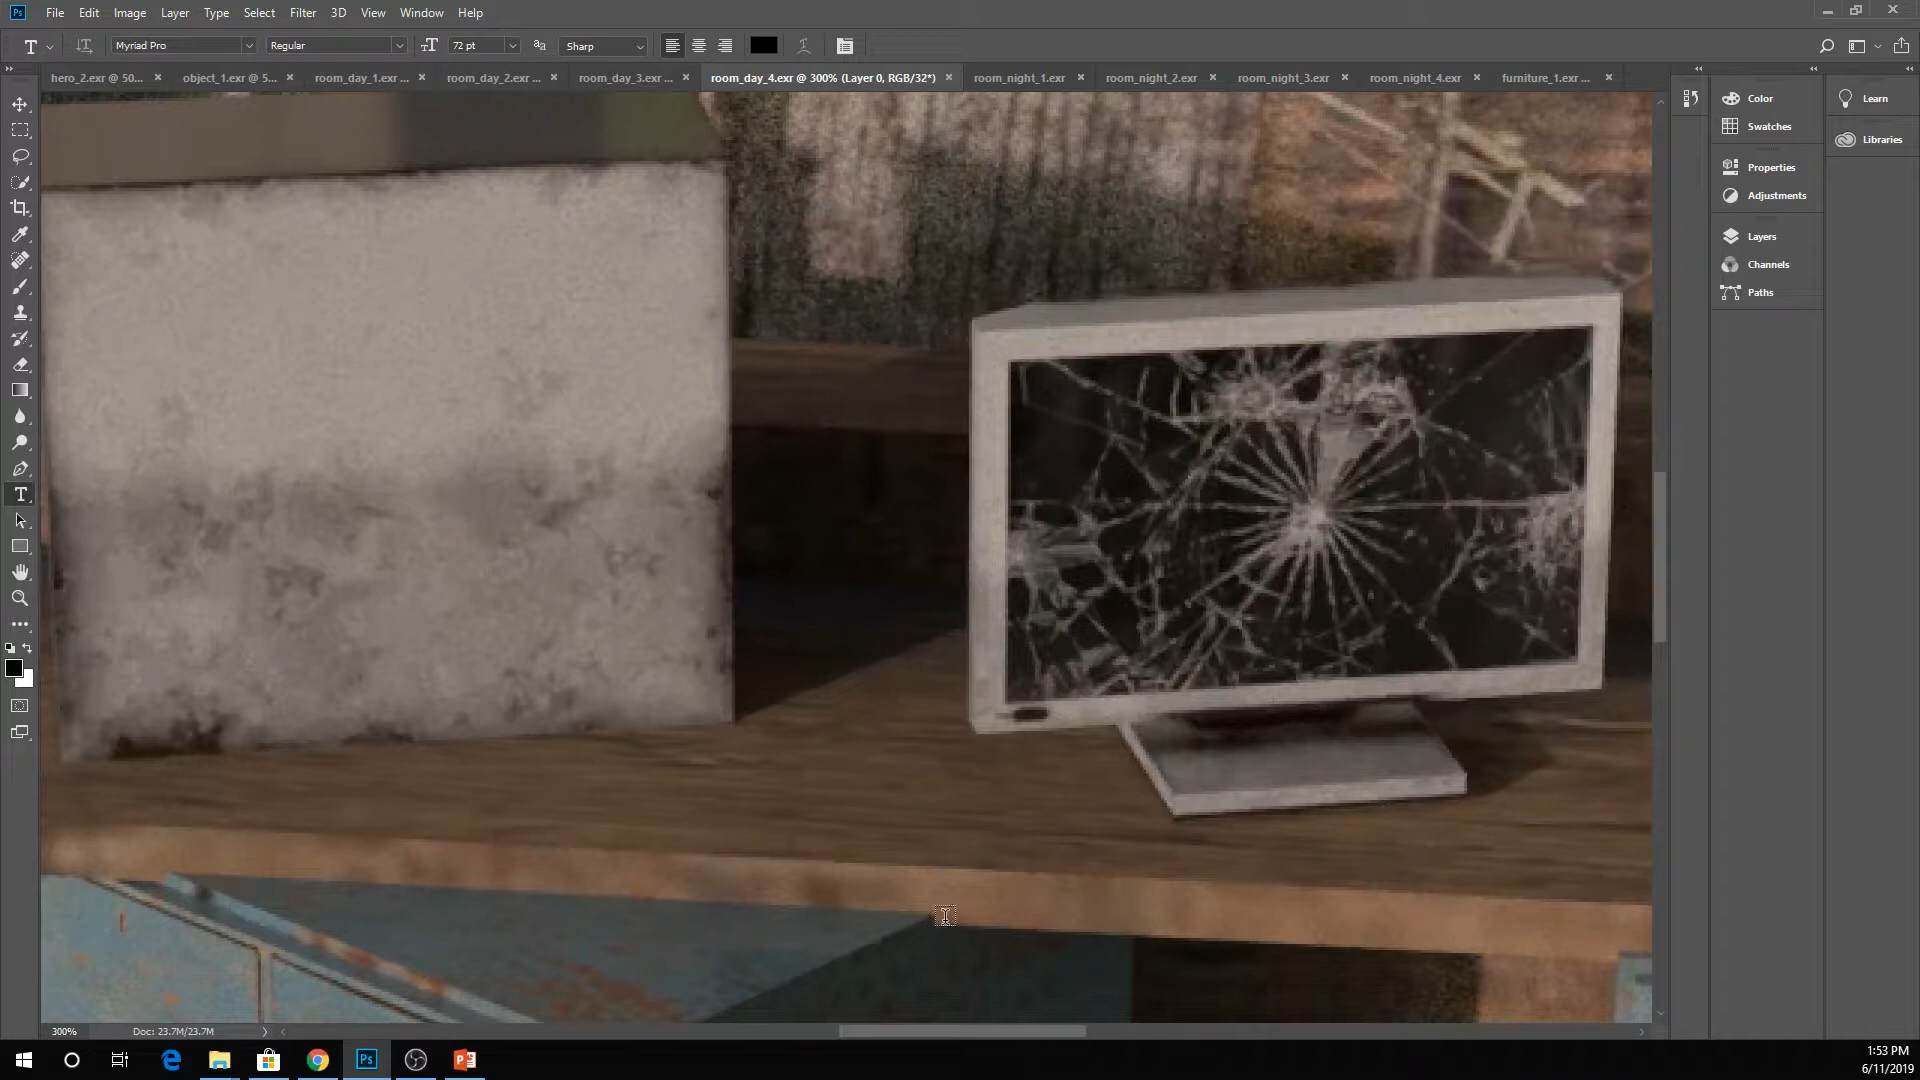 Ps File Edit Image Layer Type Select Filter 3D View Window Help
T Myriad Pro Regular 72 pt Sharp
hero_2.exr @ 50... object_1.exr @ 5... room_day_1.exr ... room_day_2.exr ... room_day_3.exr ... room_day_4.exr @ 300% (Layer 0, RGB/32*) room_night_1.exr room_night_2.exr room_night_3.exr room_night_4.exr furniture_1.exr ...
Color
Swatches
Properties
Adjustments
Layers
Channels
Paths
Learn
Libraries
300% Doc: 23.7M/23.7M
Ps
1:53 PM
6/11/2019